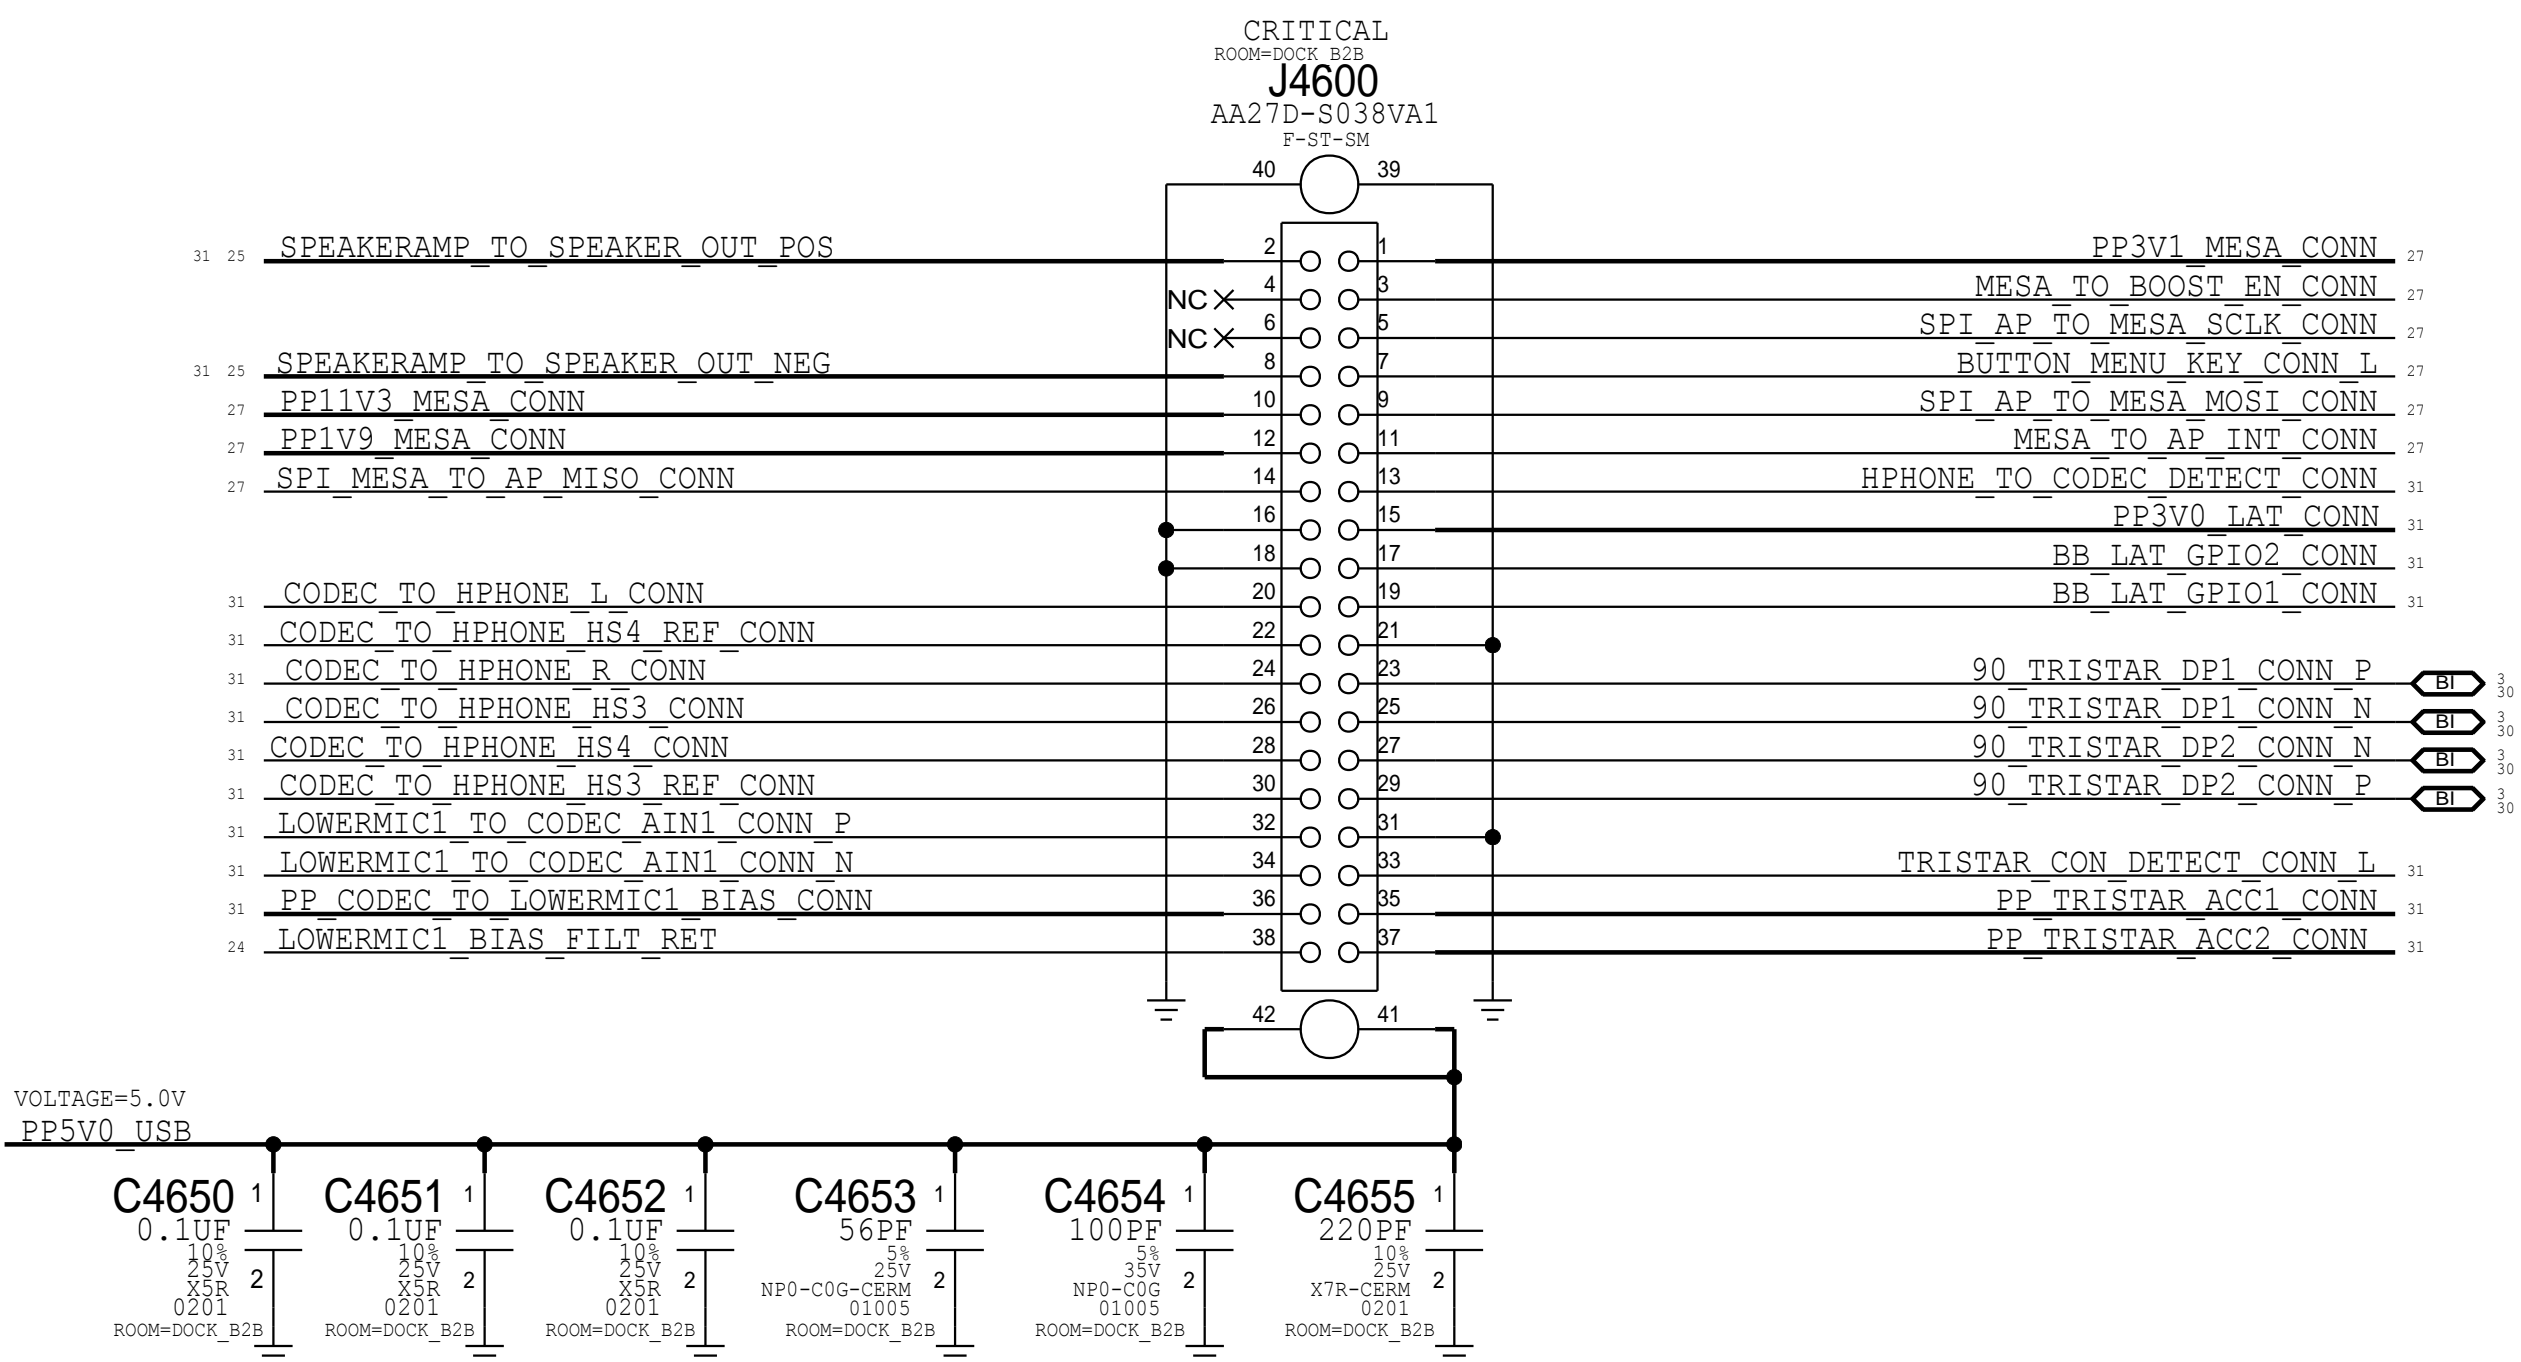 CRITICAL
ROOM=DOCK_B2B
J4600
AA27D-S038VA1
F-ST-SM
40 39
31 25 SPEAKERAMP_TO_SPEAKER_OUT_POS 2 1 PP3V1_MESA_CONN 27
NC 4 3 MESA_TO_BOOST_EN_CONN 27
NC 6 5 SPI_AP_TO_MESA_SCLK_CONN 27
31 25 SPEAKERAMP_TO_SPEAKER_OUT_NEG 8 7 BUTTON_MENU_KEY_CONN_L 27
27 PP11V3_MESA_CONN 10 9 SPI_AP_TO_MESA_MOSI_CONN 27
27 PP1V9_MESA_CONN 12 11 MESA_TO_AP_INT_CONN 27
27 SPI_MESA_TO_AP_MISO_CONN 14 13 HPHONE_TO_CODEC_DETECT_CONN 31
16 15 PP3V0_LAT_CONN 31
18 17 BB_LAT_GPIO2_CONN 31
31 CODEC_TO_HPHONE_L_CONN 20 19 BB_LAT_GPIO1_CONN 31
31 CODEC_TO_HPHONE_HS4_REF_CONN 22 21
31 CODEC_TO_HPHONE_R_CONN 24 23 90_TRISTAR_DP1_CONN_P BI 3 30
31 CODEC_TO_HPHONE_HS3_CONN 26 25 90_TRISTAR_DP1_CONN_N BI 3 30
31 CODEC_TO_HPHONE_HS4_CONN 28 27 90_TRISTAR_DP2_CONN_N BI 3 30
31 CODEC_TO_HPHONE_HS3_REF_CONN 30 29 90_TRISTAR_DP2_CONN_P BI 3 30
31 LOWERMIC1_TO_CODEC_AIN1_CONN_P 32 31
31 LOWERMIC1_TO_CODEC_AIN1_CONN_N 34 33 TRISTAR_CON_DETECT_CONN_L 31
31 PP_CODEC_TO_LOWERMIC1_BIAS_CONN 36 35 PP_TRISTAR_ACC1_CONN 31
24 LOWERMIC1_BIAS_FILT_RET 38 37 PP_TRISTAR_ACC2_CONN 31
42 41
VOLTAGE=5.0V
PP5V0_USB
C4650 1 C4651 1 C4652 1 C4653 1 C4654 1 C4655 1
0.1UF 0.1UF 0.1UF 56PF 100PF 220PF
10% 10% 10% 5% 5% 10%
25V 2 25V 2 25V 2 25V 2 35V 2 25V 2
X5R X5R X5R NP0-C0G-CERM NP0-C0G X7R-CERM
0201 0201 0201 01005 01005 0201
ROOM=DOCK_B2B ROOM=DOCK_B2B ROOM=DOCK_B2B ROOM=DOCK_B2B ROOM=DOCK_B2B ROOM=DOCK_B2B